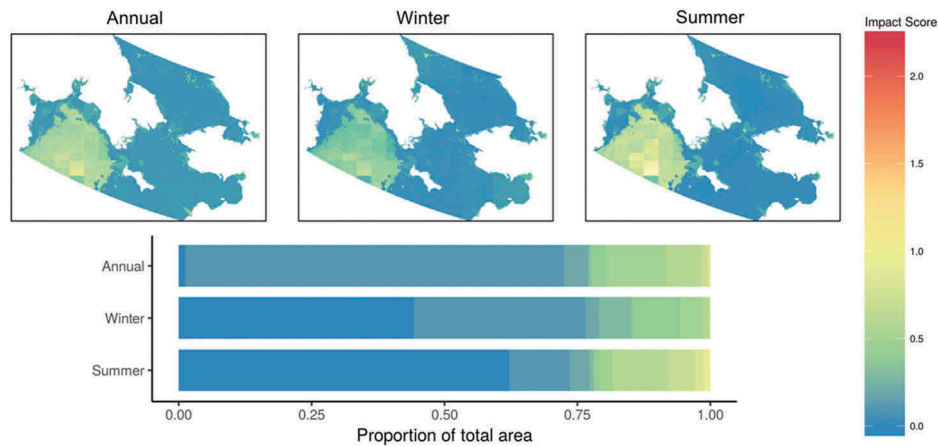 Annual
Winter
Summer
Impact Score
2.0
1.5
1.0
0.5
0.0
Annual
Winter
Summer
0.00
0.25
0.50
0.75
1.00
Proportion of total area